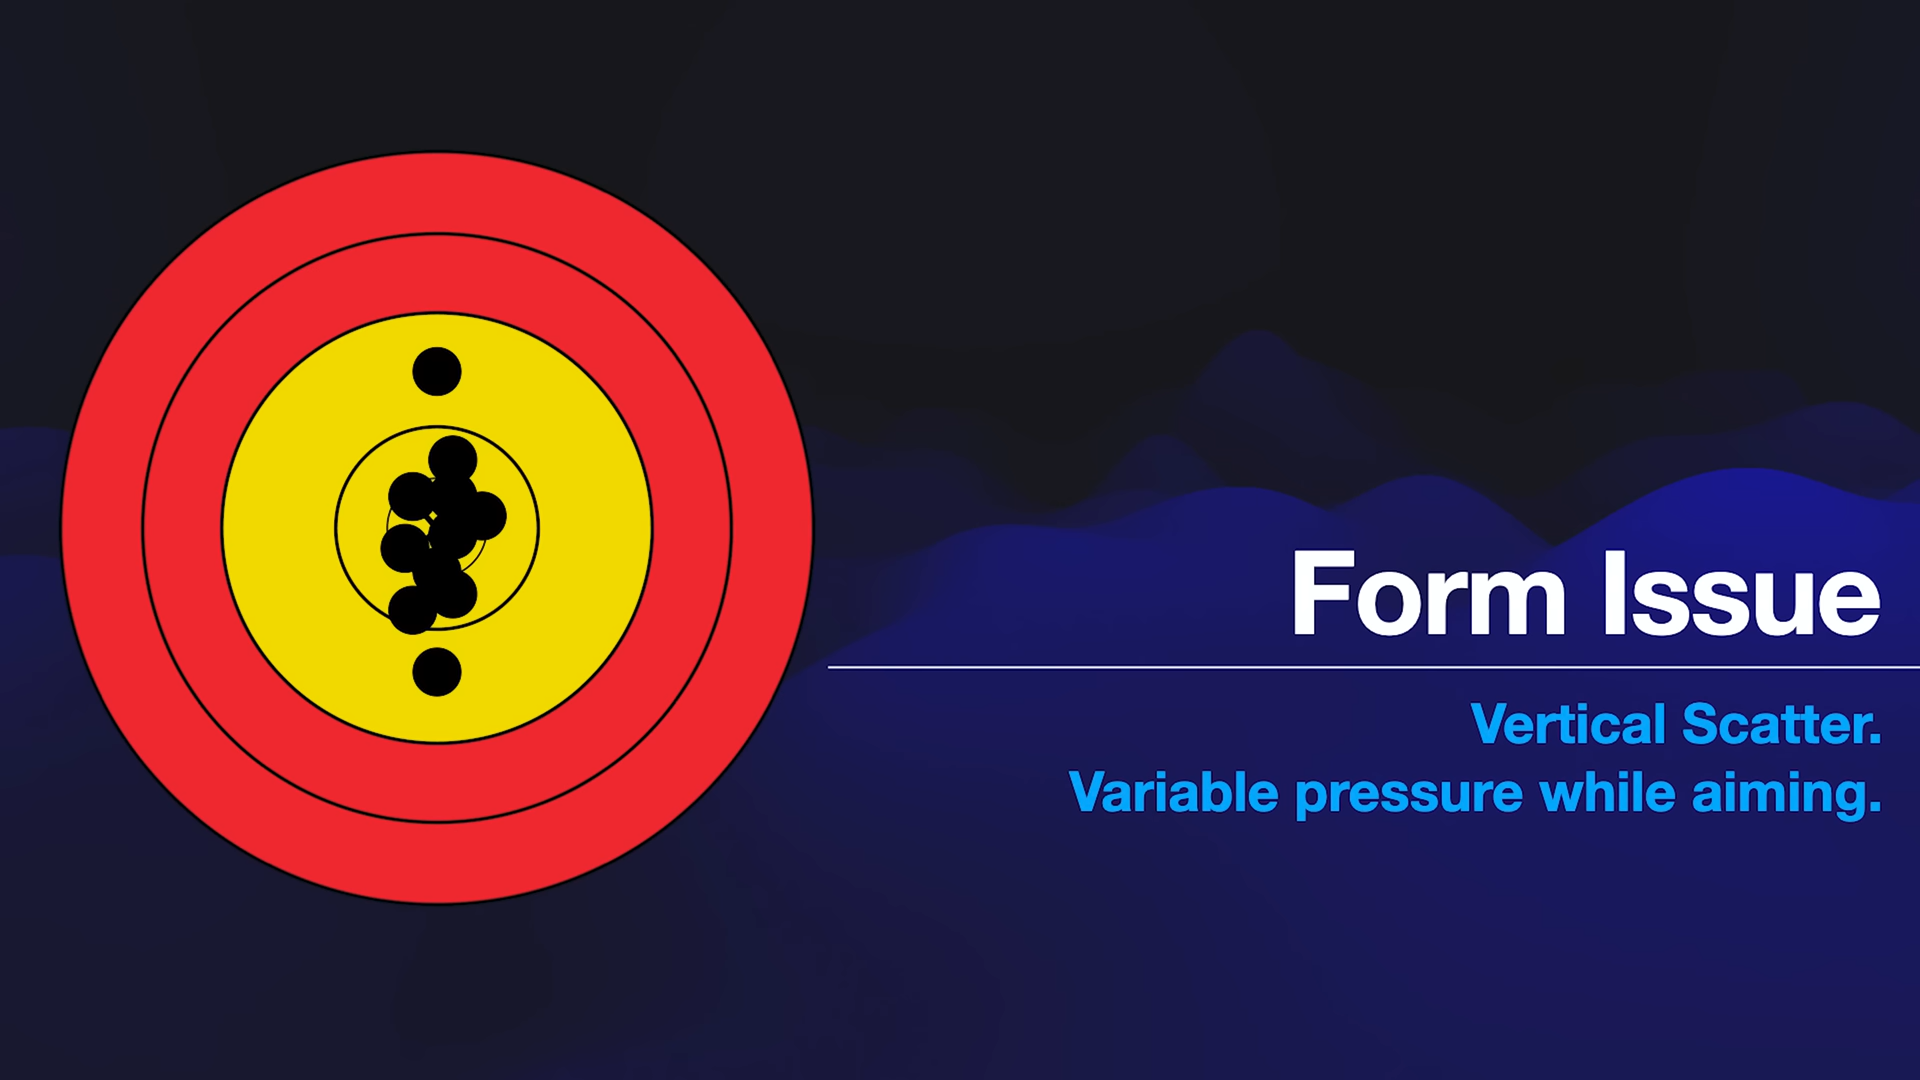 Form Issue
Vertical Scatter.
Variable pressure while aiming.